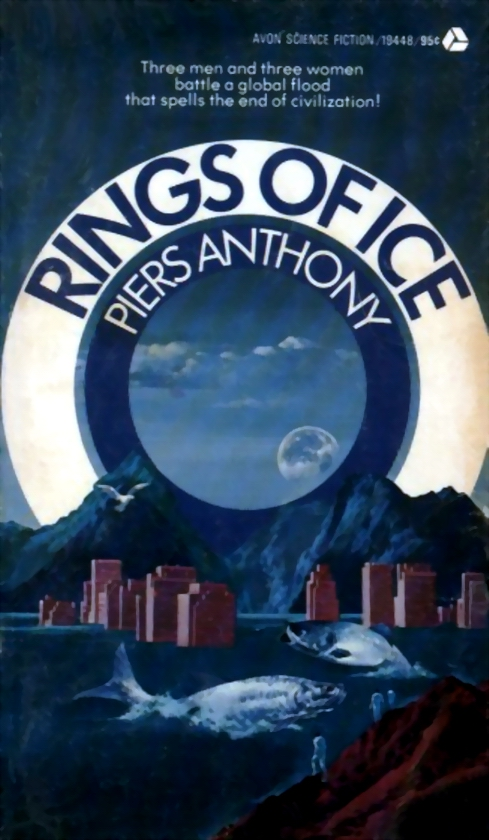 AVON SCIENCE FICTION/19448/95¢
Three men and three women
battle a global flood
that spells the end of civilization!
RINGS OF ICE
PIERS ANTHONY